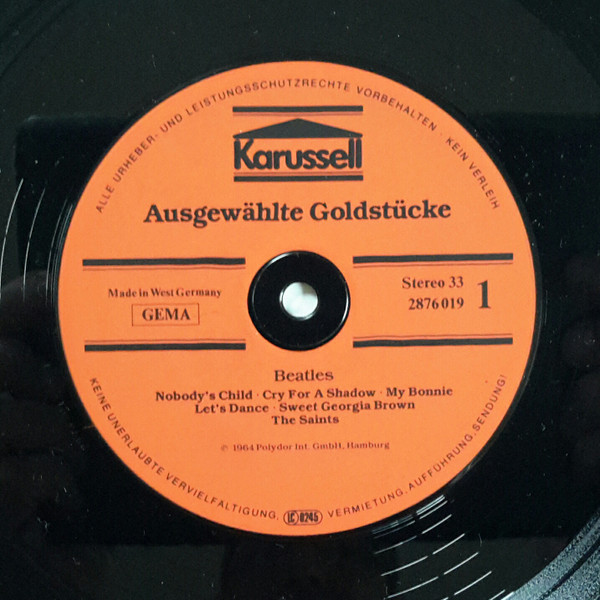 ALLE URHEBER- UND LEISTUNGSSCHUTZRECHTE VORBEHALTEN · KEIN VERLEIH
Karussell
Ausgewählte Goldstücke
Made in West Germany
GEMA
Stereo 33
2876 019
1
Beatles
Nobody's Child · Cry For A Shadow · My Bonnie
Let's Dance · Sweet Georgia Brown
The Saints
℗ 1964 Polydor Int. GmbH, Hamburg
KEINE UNERLAUBTE VERVIELFALTIGUNG, LC 8245 VERMIETUNG, AUFFÜHRUNG, SENDUNG!